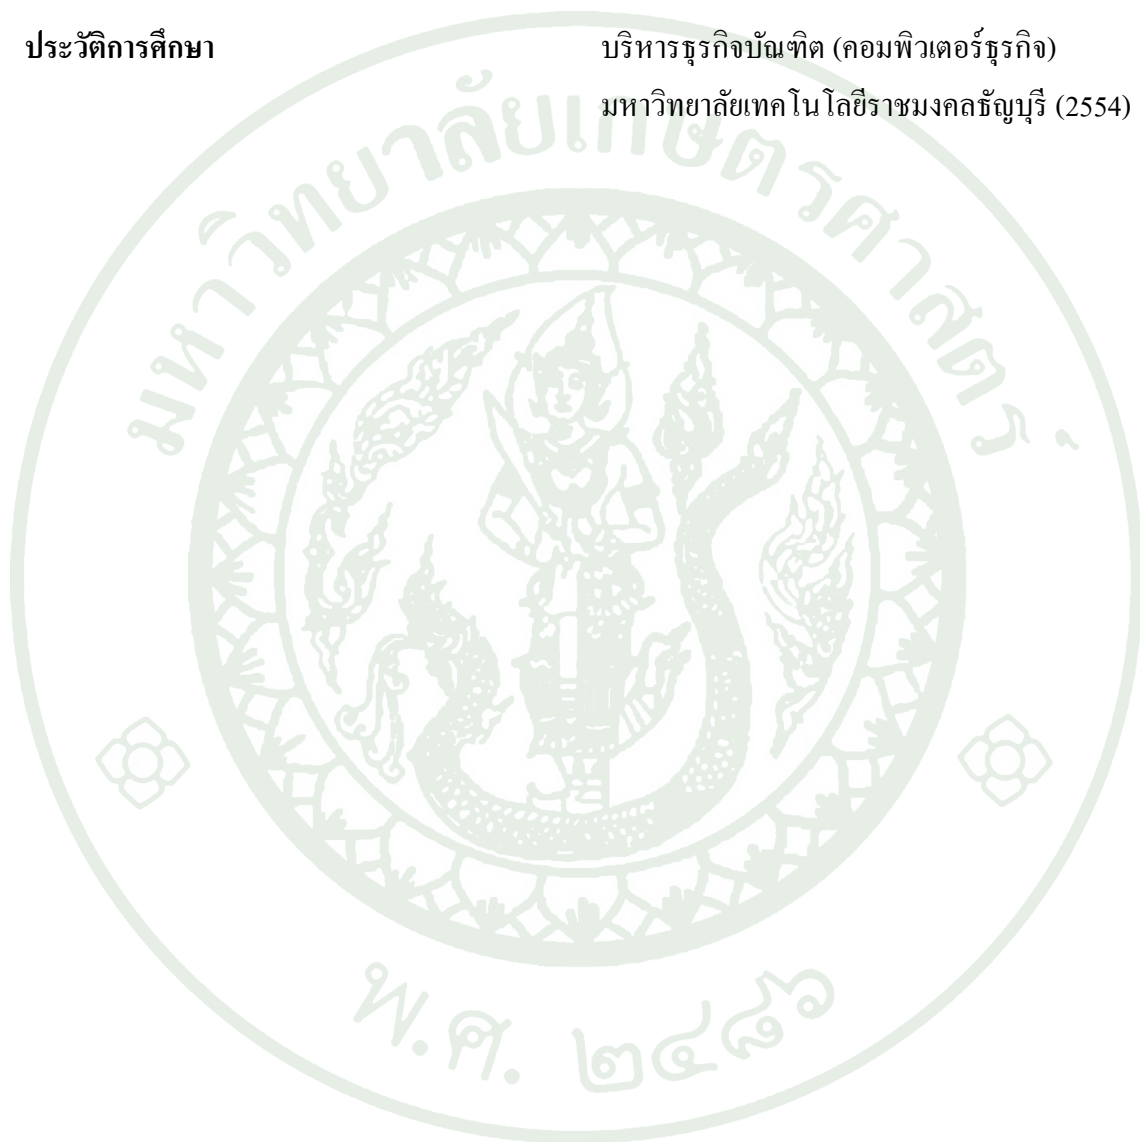 ประวัติการศึกษา บริหารธุรกิจบัณฑิต (คอมพิวเตอร์ธุรกิจ)
มหาวิทยาลัยเทคโนโลยีราชมงคลธัญบุรี (2554)
มหาวิทยาลัยเกษตรศาสตร์
พ.ศ. ๒๔๘๖